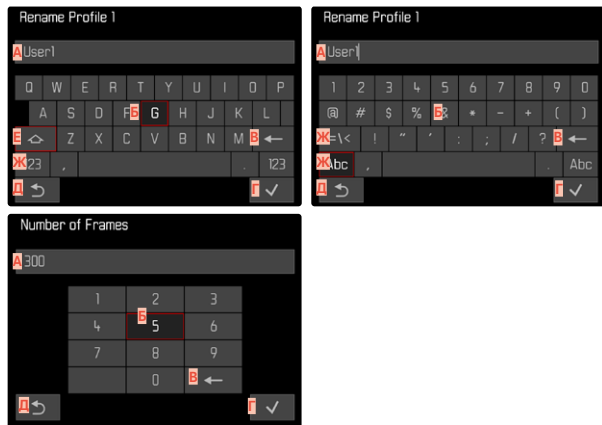 Rename Profile 1
А User1
Q W E R T Y U I O P
A S D F Б G H J K L
Е Z X C V B N M В ←
Ж 23 , . 123
Д Г ✓
Rename Profile 1
А User1
1 2 3 4 5 6 7 8 9 0
@ # $ % Б & * - + ( )
Ж =\< ! " ' : ; / ? В ←
Ж Abc , . Abc
Д Г ✓
Number of Frames
А 300
1 2 3
Б
4 5 6
7 8 9
0 В ←
Д Г ✓